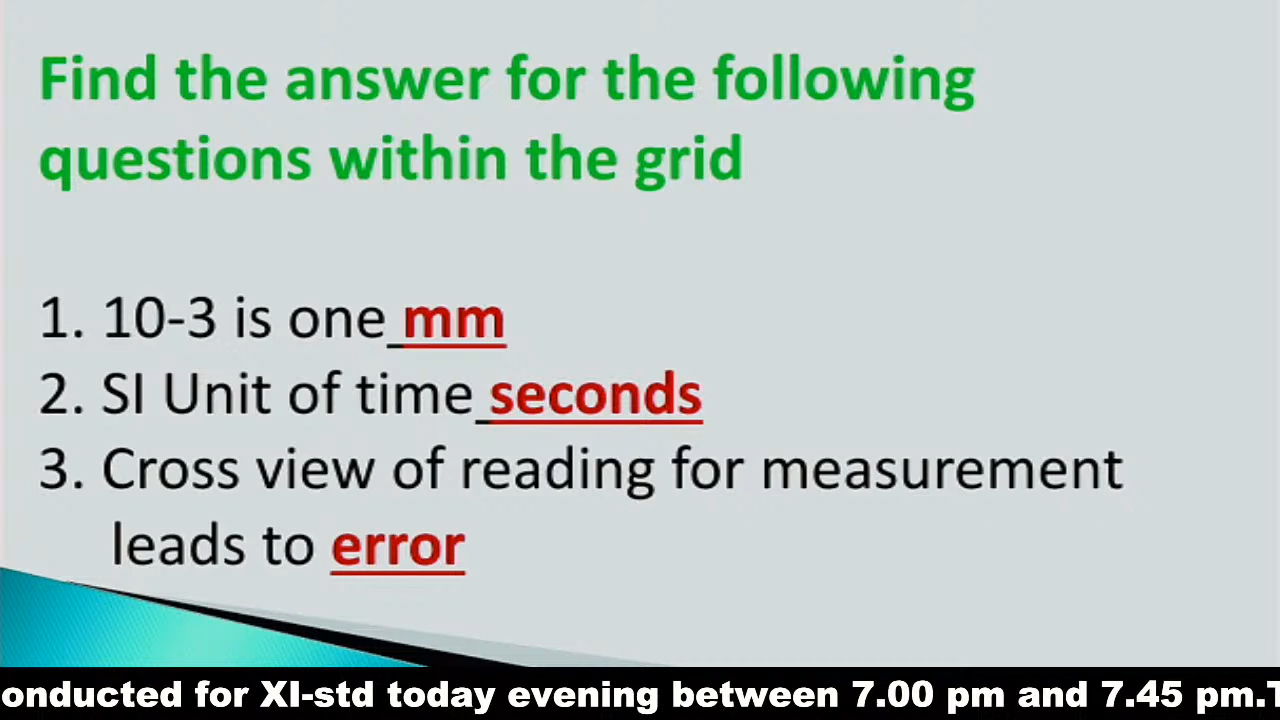 Find the answer for the following
questions within the grid
1. 10-3 is one mm
2. SI Unit of time seconds
3. Cross view of reading for measurement
leads to error
onducted for XI-std today evening between 7.00 pm and 7.45 pm.T